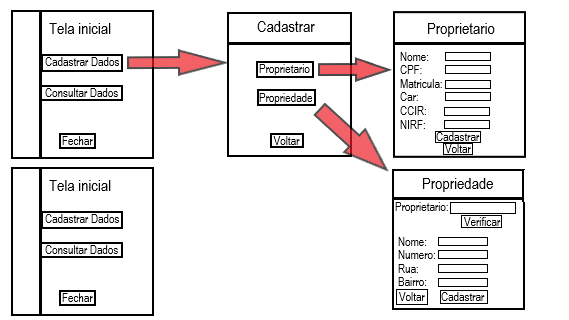 Tela inicial
Cadastrar Dados
Consultar Dados
Fechar
Cadastrar
Proprietario
Propriedade
Voltar
Proprietario
Nome:
CPF:
Matricula:
Car:
CCIR:
NIRF:
Cadastrar
Voltar
Tela inicial
Cadastrar Dados
Consultar Dados
Fechar
Propriedade
Proprietario:
Verificar
Nome:
Numero:
Rua:
Bairro:
Voltar Cadastrar